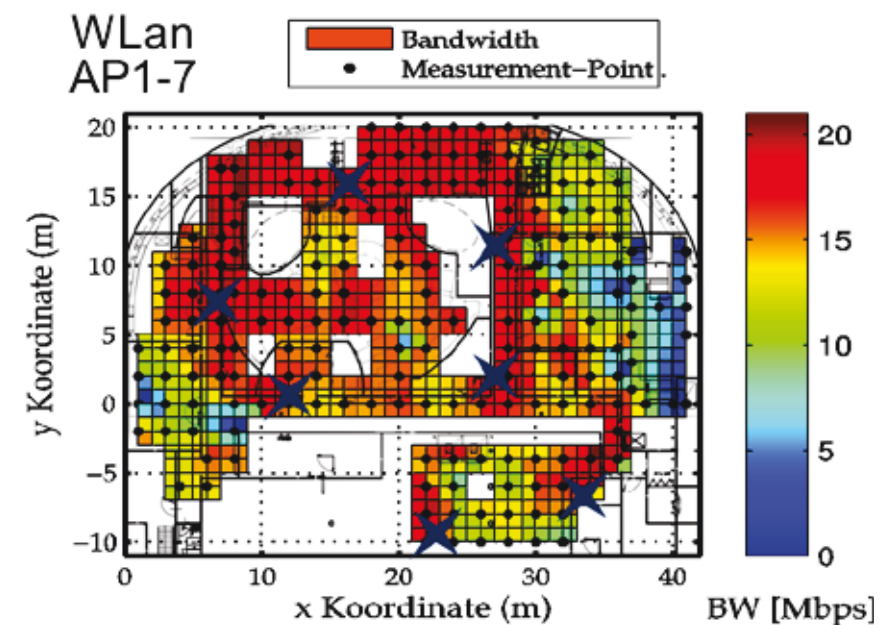 WLan
AP1-7
Bandwidth
Measurement-Point
20
15
10
5
0
-5
-10
y Koordinate (m)
0 10 20 30 40
x Koordinate (m)
20
15
10
5
0
BW [Mbps]